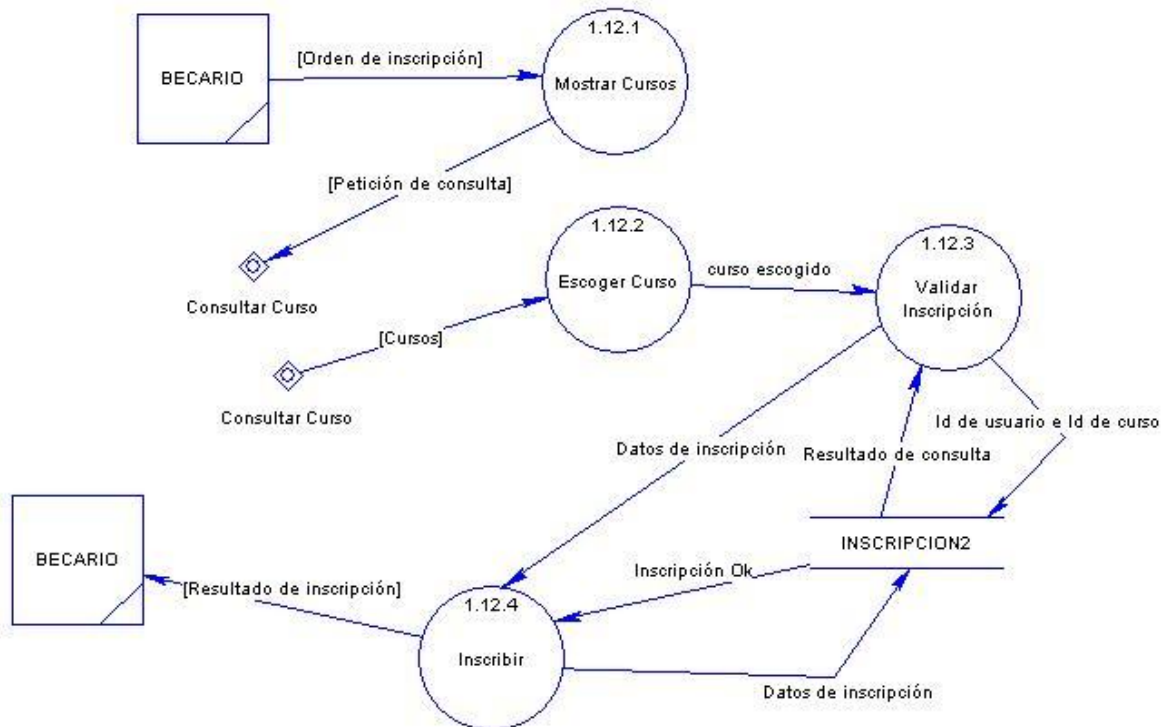 1.12.1
[Orden de inscripción]
BECARIO
Mostrar Cursos
[Petición de consulta]
1.12.2
1.12.3
Escoger Curso
curso escogido
Validar
Inscripción
Consultar Curso
[Cursos]
Consultar Curso
Id de usuario e Id de curso
Datos de inscripción
Resultado de consulta
INSCRIPCION2
BECARIO
Inscripción Ok
[Resultado de inscripción]
1.12.4
Inscribir
Datos de inscripción